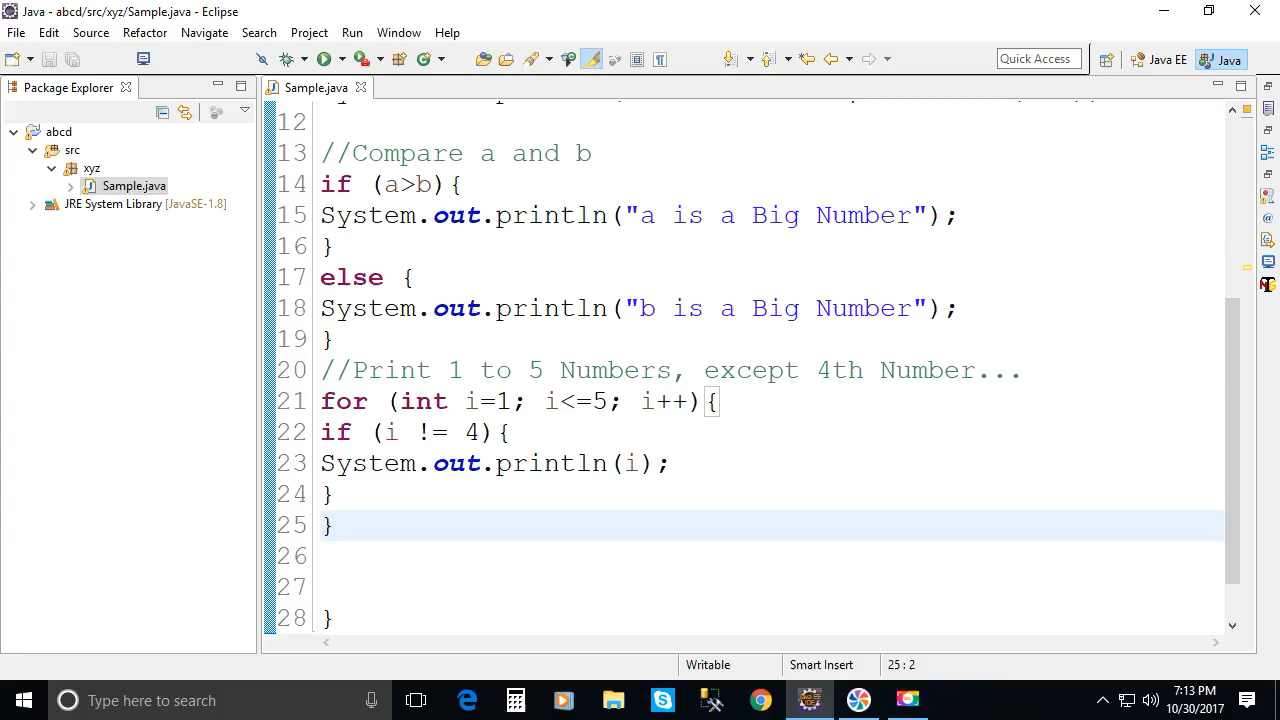 Java - abcd/src/xyz/Sample.java - Eclipse
File Edit Source Refactor Navigate Search Project Run Window Help
Quick Access
Java EE
Java
Package Explorer
Sample.java
abcd
src
xyz
Sample.java
JRE System Library [JavaSE-1.8]
12
13 //Compare a and b
14 if (a>b){
15 System.out.println("a is a Big Number");
16 }
17 else {
18 System.out.println("b is a Big Number");
19 }
20 //Print 1 to 5 Numbers, except 4th Number...
21 for (int i=1; i<=5; i++){
22 if (i != 4){
23 System.out.println(i);
24 }
25 }
26
27
28 }
Writable Smart Insert 25 : 2
Type here to search
7:13 PM
10/30/2017